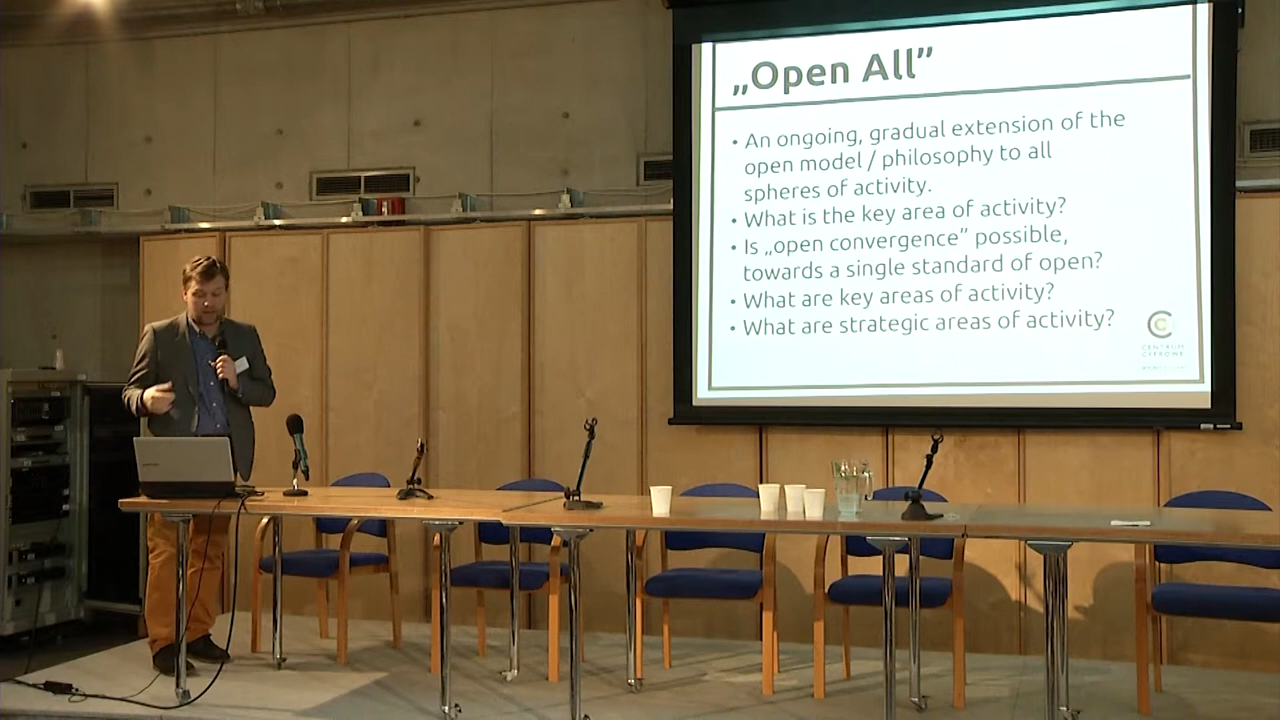 „Open All”
• An ongoing, gradual extension of the
open model / philosophy to all
spheres of activity.
• What is the key area of activity?
• Is „open convergence” possible,
towards a single standard of open?
• What are key areas of activity?
• What are strategic areas of activity?
CENTRUM
CYFROWE